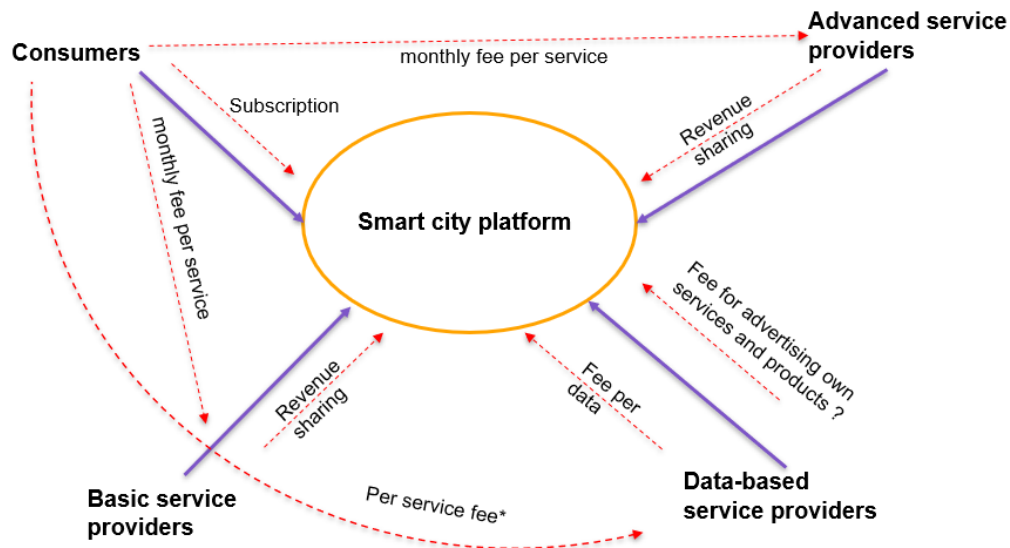 Advanced service
providers
Consumers
monthly fee per service
Subscription
Revenue
sharing
monthly fee per service
Smart city platform
Fee for advertising own
services and products ?
Revenue
sharing
Fee per
data
Basic service
providers
Per service fee*
Data-based
service providers